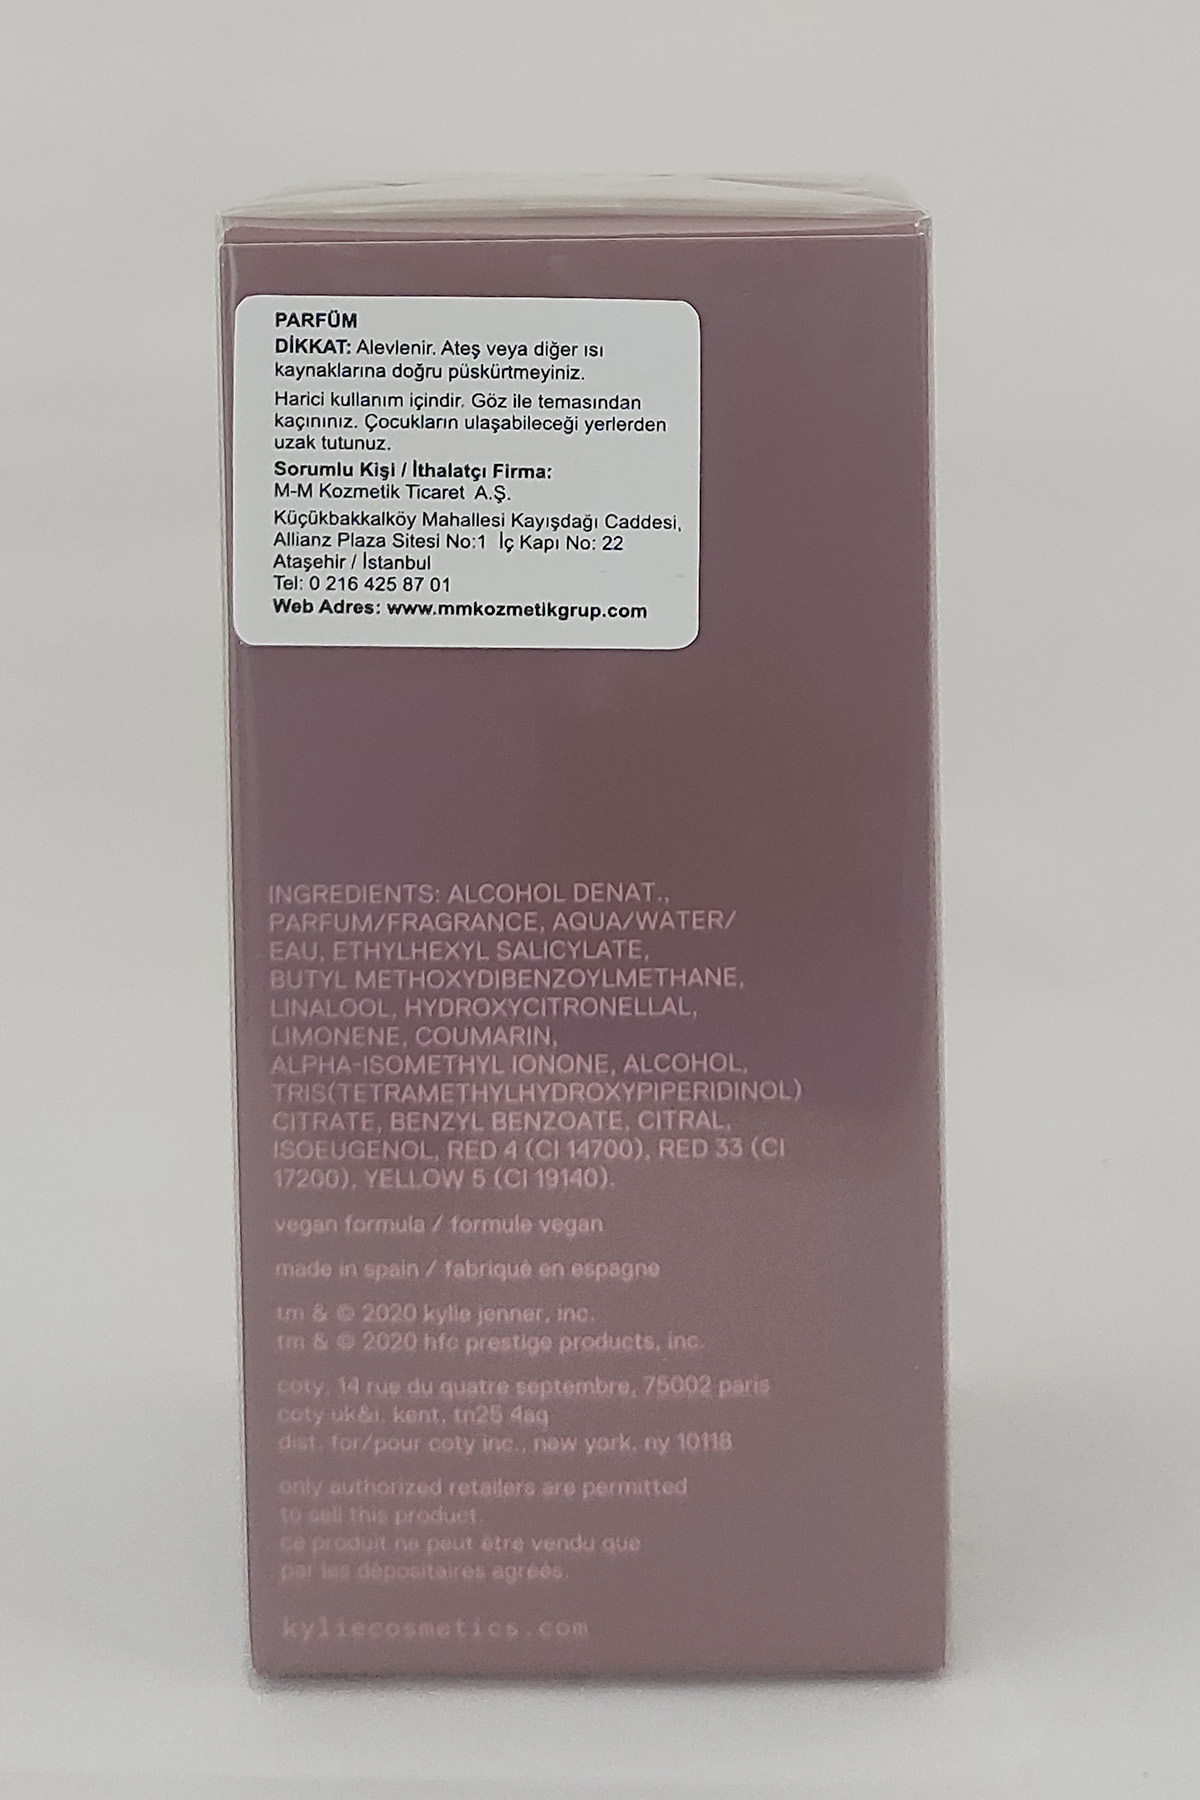 PARFÜM
DİKKAT: Alevlenir. Ateş veya diğer ısı
kaynaklarına doğru püskürtmeyiniz.
Harici kullanım içindir. Göz ile temasından
kaçınınız. Çocukların ulaşabileceği yerlerden
uzak tutunuz.
Sorumlu Kişi / İthalatçı Firma:
M-M Kozmetik Ticaret A.Ş.
Küçükbakkalköy Mahallesi Kayışdağı Caddesi,
Allianz Plaza Sitesi No:1 İç Kapı No: 22
Ataşehir / İstanbul
Tel: 0 216 425 87 01
Web Adres: www.mmkozmetikgrup.com
INGREDIENTS: ALCOHOL DENAT.,
PARFUM/FRAGRANCE, AQUA/WATER/
EAU, ETHYLHEXYL SALICYLATE,
BUTYL METHOXYDIBENZOYLMETHANE,
LINALOOL, HYDROXYCITRONELLAL,
LIMONENE, COUMARIN,
ALPHA-ISOMETHYL IONONE, ALCOHOL,
TRIS(TETRAMETHYLHYDROXYPIPERIDINOL)
CITRATE, BENZYL BENZOATE, CITRAL,
ISOEUGENOL, RED 4 (CI 14700), RED 33 (CI
17200), YELLOW 5 (CI 19140).
vegan formula / formule vegan
made in spain / fabriqué en espagne
tm & © 2020 kylie jenner, inc.
tm & © 2020 hfc prestige products, inc.
coty, 14 rue du quatre septembre, 75002 paris
coty uk&i, kent, tn25 4aq
dist. for/pour coty inc., new york, ny 10118
only authorized retailers are permitted
to sell this product.
ce produit ne peut être vendu que
par les dépositaires agréés.
kyliecosmetics.com